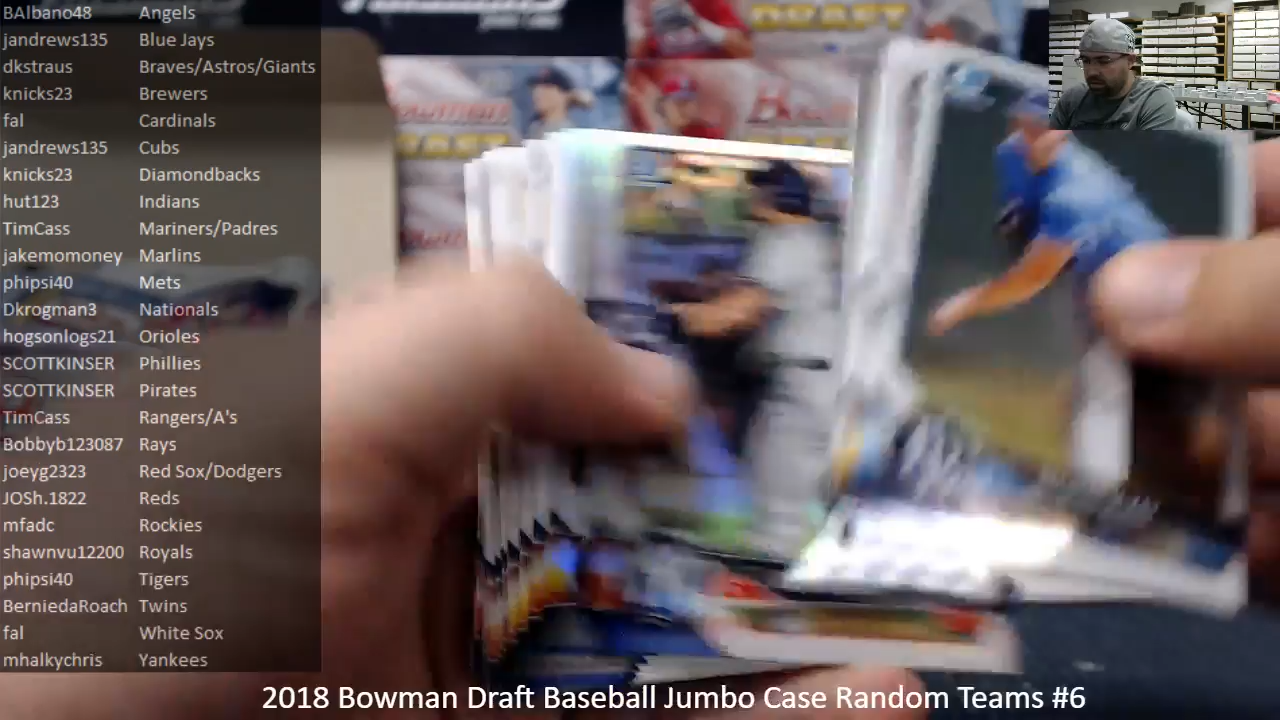 BAlbano48 Angels
jandrews135 Blue Jays
dkstraus Braves/Astros/Giants
knicks23 Brewers
fal Cardinals
jandrews135 Cubs
knicks23 Diamondbacks
hut123 Indians
TimCass Mariners/Padres
jakemomoney Marlins
phipsi40 Mets
Dkrogman3 Nationals
hogsonlogs21 Orioles
SCOTTKINSER Phillies
SCOTTKINSER Pirates
TimCass Rangers/A's
Bobbyb123087 Rays
joeyg2323 Red Sox/Dodgers
JOSh.1822 Reds
mfadc Rockies
shawnvu12200 Royals
phipsi40 Tigers
BerniedaRoach Twins
fal White Sox
mhalkychris Yankees
DRAFT
Bowman
2018 Bowman Draft Baseball Jumbo Case Random Teams #6